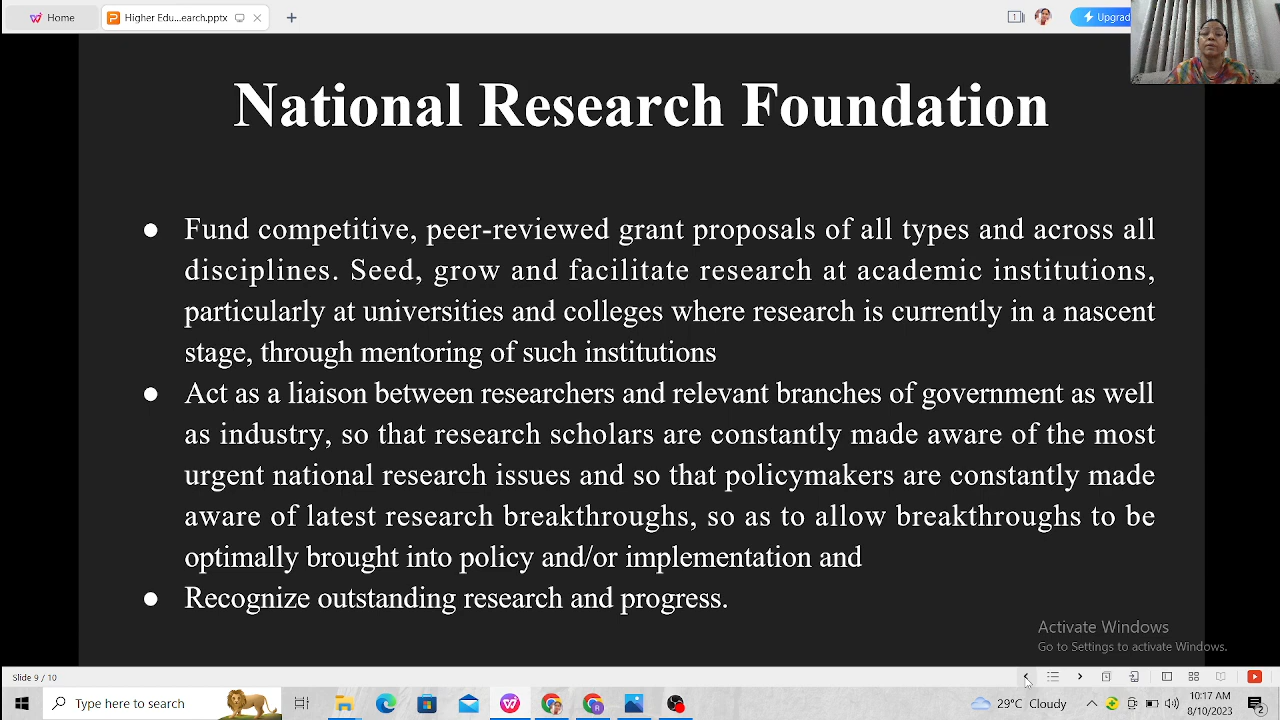 Home
Higher Edu...earch.pptx
Upgrad
National Research Foundation
● Fund competitive, peer-reviewed grant proposals of all types and across all
disciplines. Seed, grow and facilitate research at academic institutions,
particularly at universities and colleges where research is currently in a nascent
stage, through mentoring of such institutions
● Act as a liaison between researchers and relevant branches of government as well
as industry, so that research scholars are constantly made aware of the most
urgent national research issues and so that policymakers are constantly made
aware of latest research breakthroughs, so as to allow breakthroughs to be
optimally brought into policy and/or implementation and
● Recognize outstanding research and progress.
Activate Windows
Go to Settings to activate Windows.
Slide 9 / 10
Type here to search
29°C Cloudy
10:17 AM
8/10/2023
2